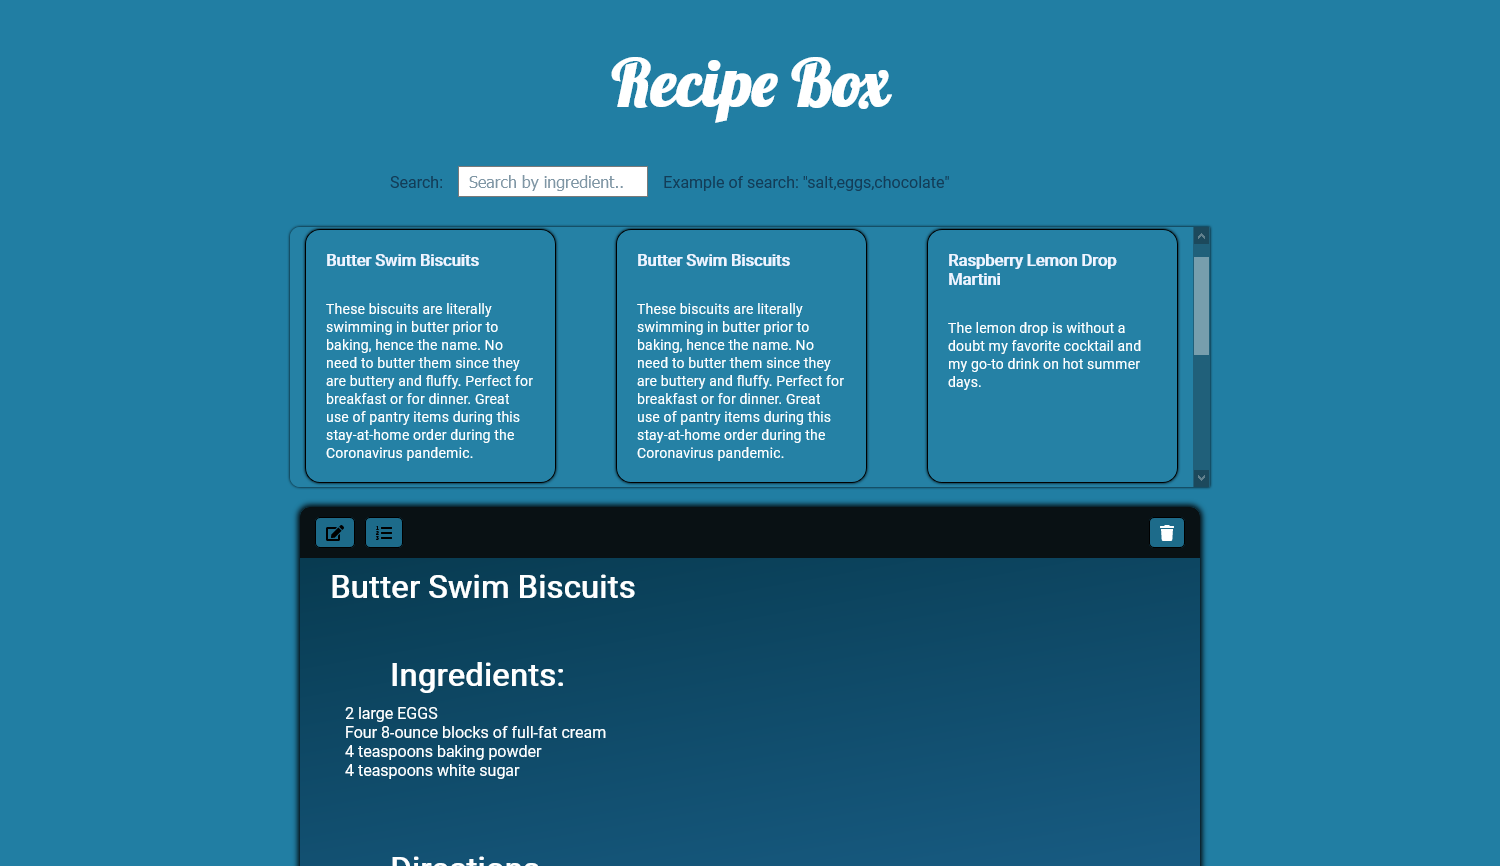 Recipe Box
Search: Search by ingredient.. Example of search: "salt,eggs,chocolate"
Butter Swim Biscuits
These biscuits are literally
swimming in butter prior to
baking, hence the name. No
need to butter them since they
are buttery and fluffy. Perfect for
breakfast or for dinner. Great
use of pantry items during this
stay-at-home order during the
Coronavirus pandemic.
Butter Swim Biscuits
These biscuits are literally
swimming in butter prior to
baking, hence the name. No
need to butter them since they
are buttery and fluffy. Perfect for
breakfast or for dinner. Great
use of pantry items during this
stay-at-home order during the
Coronavirus pandemic.
Raspberry Lemon Drop
Martini
The lemon drop is without a
doubt my favorite cocktail and
my go-to drink on hot summer
days.
Butter Swim Biscuits
Ingredients:
2 large EGGS
Four 8-ounce blocks of full-fat cream
4 teaspoons baking powder
4 teaspoons white sugar
Directions